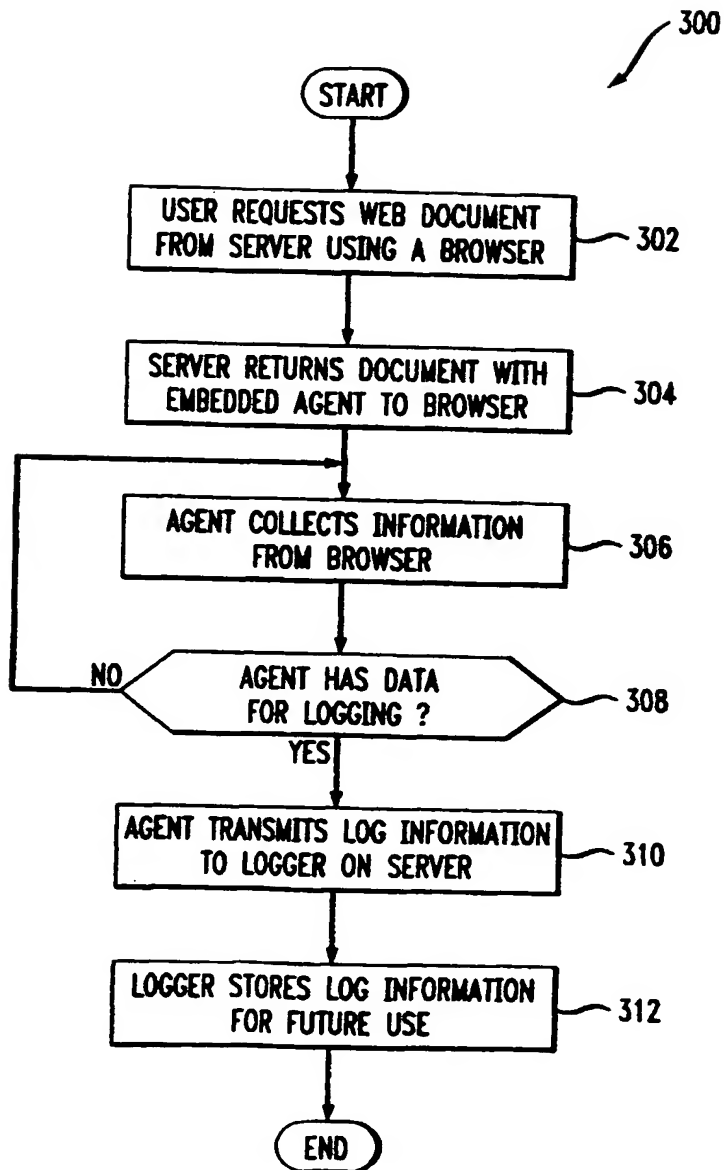 300
START
USER REQUESTS WEB DOCUMENT
FROM SERVER USING A BROWSER
302
SERVER RETURNS DOCUMENT WITH
EMBEDDED AGENT TO BROWSER
304
AGENT COLLECTS INFORMATION
FROM BROWSER
306
NO
AGENT HAS DATA
FOR LOGGING ?
308
YES
AGENT TRANSMITS LOG INFORMATION
TO LOGGER ON SERVER
310
LOGGER STORES LOG INFORMATION
FOR FUTURE USE
312
END